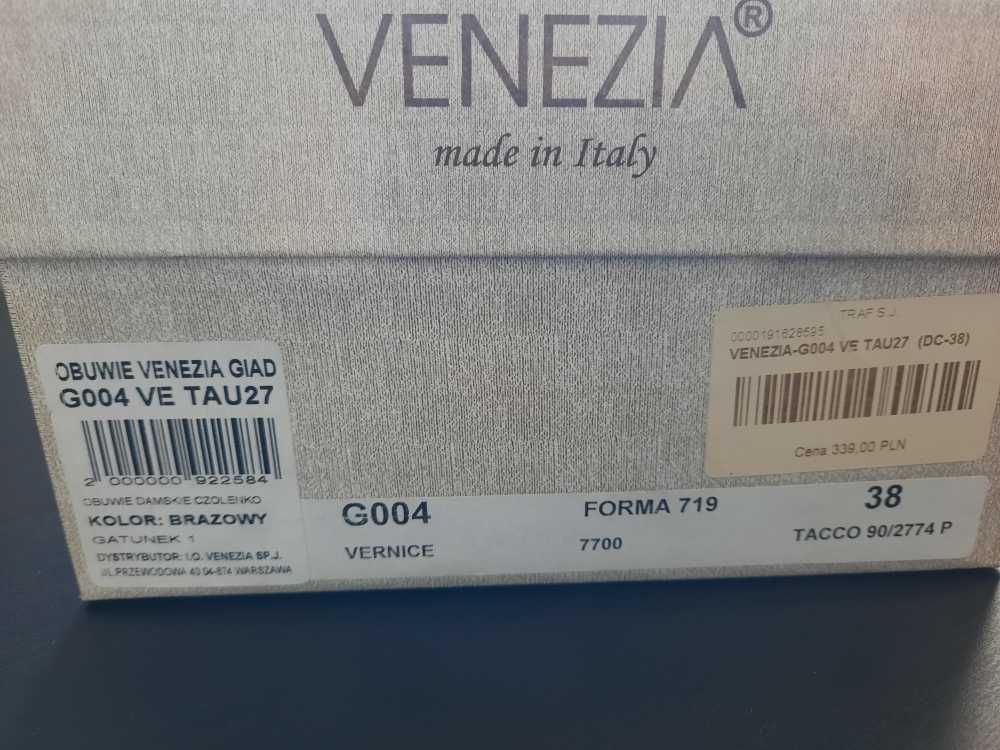 VENEZIA®
made in Italy
TRAF S.J.
0000191628595
VENEZIA-G004 VE TAU27 (DC-38)
Cena 339,00 PLN
OBUWIE VENEZIA GIAD
G004 VE TAU27
2 000000 922584
OBUWIE DAMSKIE CZOLENKO
KOLOR: BRAZOWY
GATUNEK 1
DYSTRYBUTOR: I.O. VENEZIA SP.J.
UL.PRZEWODOWA 43 04-874 WARSZAWA
G004 FORMA 719 38
VERNICE 7700 TACCO 90/2774 P